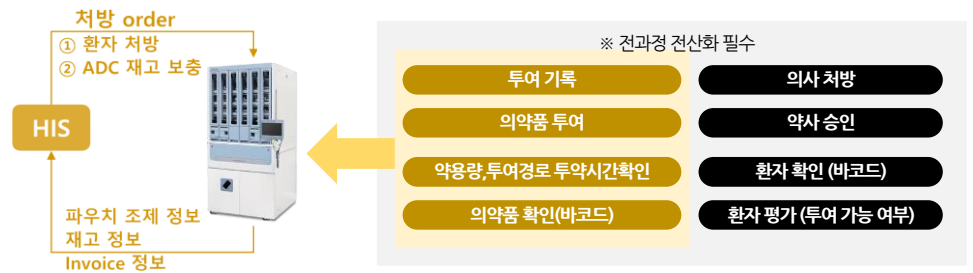 처방 order
① 환자 처방
② ADC 재고 보충
HIS
파우치 조제 정보
재고 정보
Invoice 정보
※ 전과정 전산화 필수
투여 기록
의사 처방
의약품 투여
약사 승인
약용량,투여경로 투약시간확인
환자 확인 (바코드)
의약품 확인(바코드)
환자 평가 (투여 가능 여부)